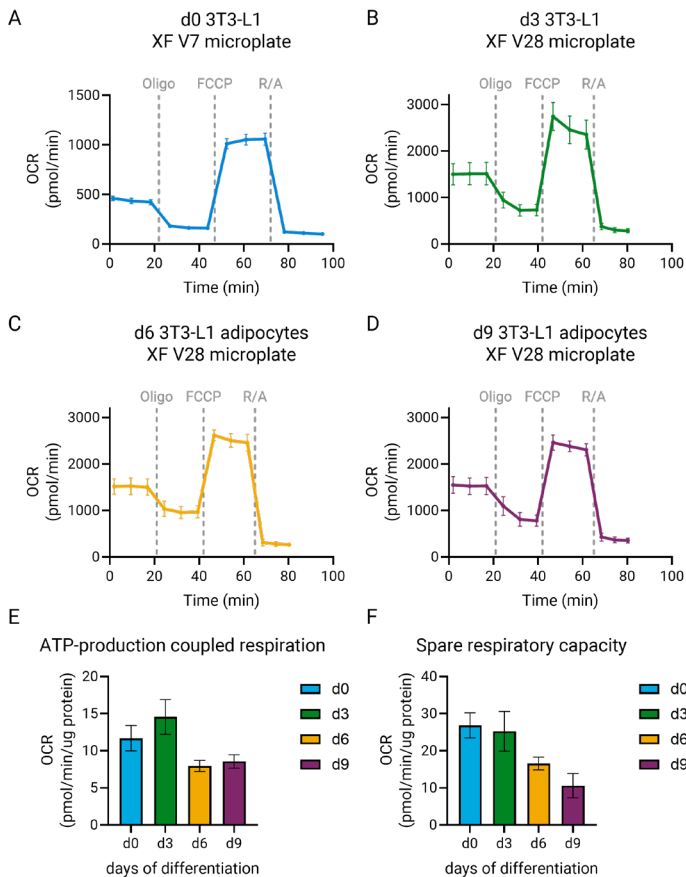 A
d0 3T3-L1
XF V7 microplate
Oligo FCCP R/A
OCR
(pmol/min)
1500
1000
500
0
0 20 40 60 80 100
Time (min)
B
d3 3T3-L1
XF V28 microplate
Oligo FCCP R/A
OCR
(pmol/min)
3000
2000
1000
0
0 20 40 60 80 100
Time (min)
C
d6 3T3-L1 adipocytes
XF V28 microplate
Oligo FCCP R/A
OCR
(pmol/min)
3000
2000
1000
0
0 20 40 60 80 100
Time (min)
D
d9 3T3-L1 adipocytes
XF V28 microplate
Oligo FCCP R/A
OCR
(pmol/min)
3000
2000
1000
0
0 20 40 60 80 100
Time (min)
E
ATP-production coupled respiration
OCR
(pmol/min/ug protein)
20
15
10
5
0
d0 d3 d6 d9
days of differentiation
d0
d3
d6
d9
F
Spare respiratory capacity
OCR
(pmol/min/ug protein)
40
30
20
10
0
d0 d3 d6 d9
days of differentiation
d0
d3
d6
d9